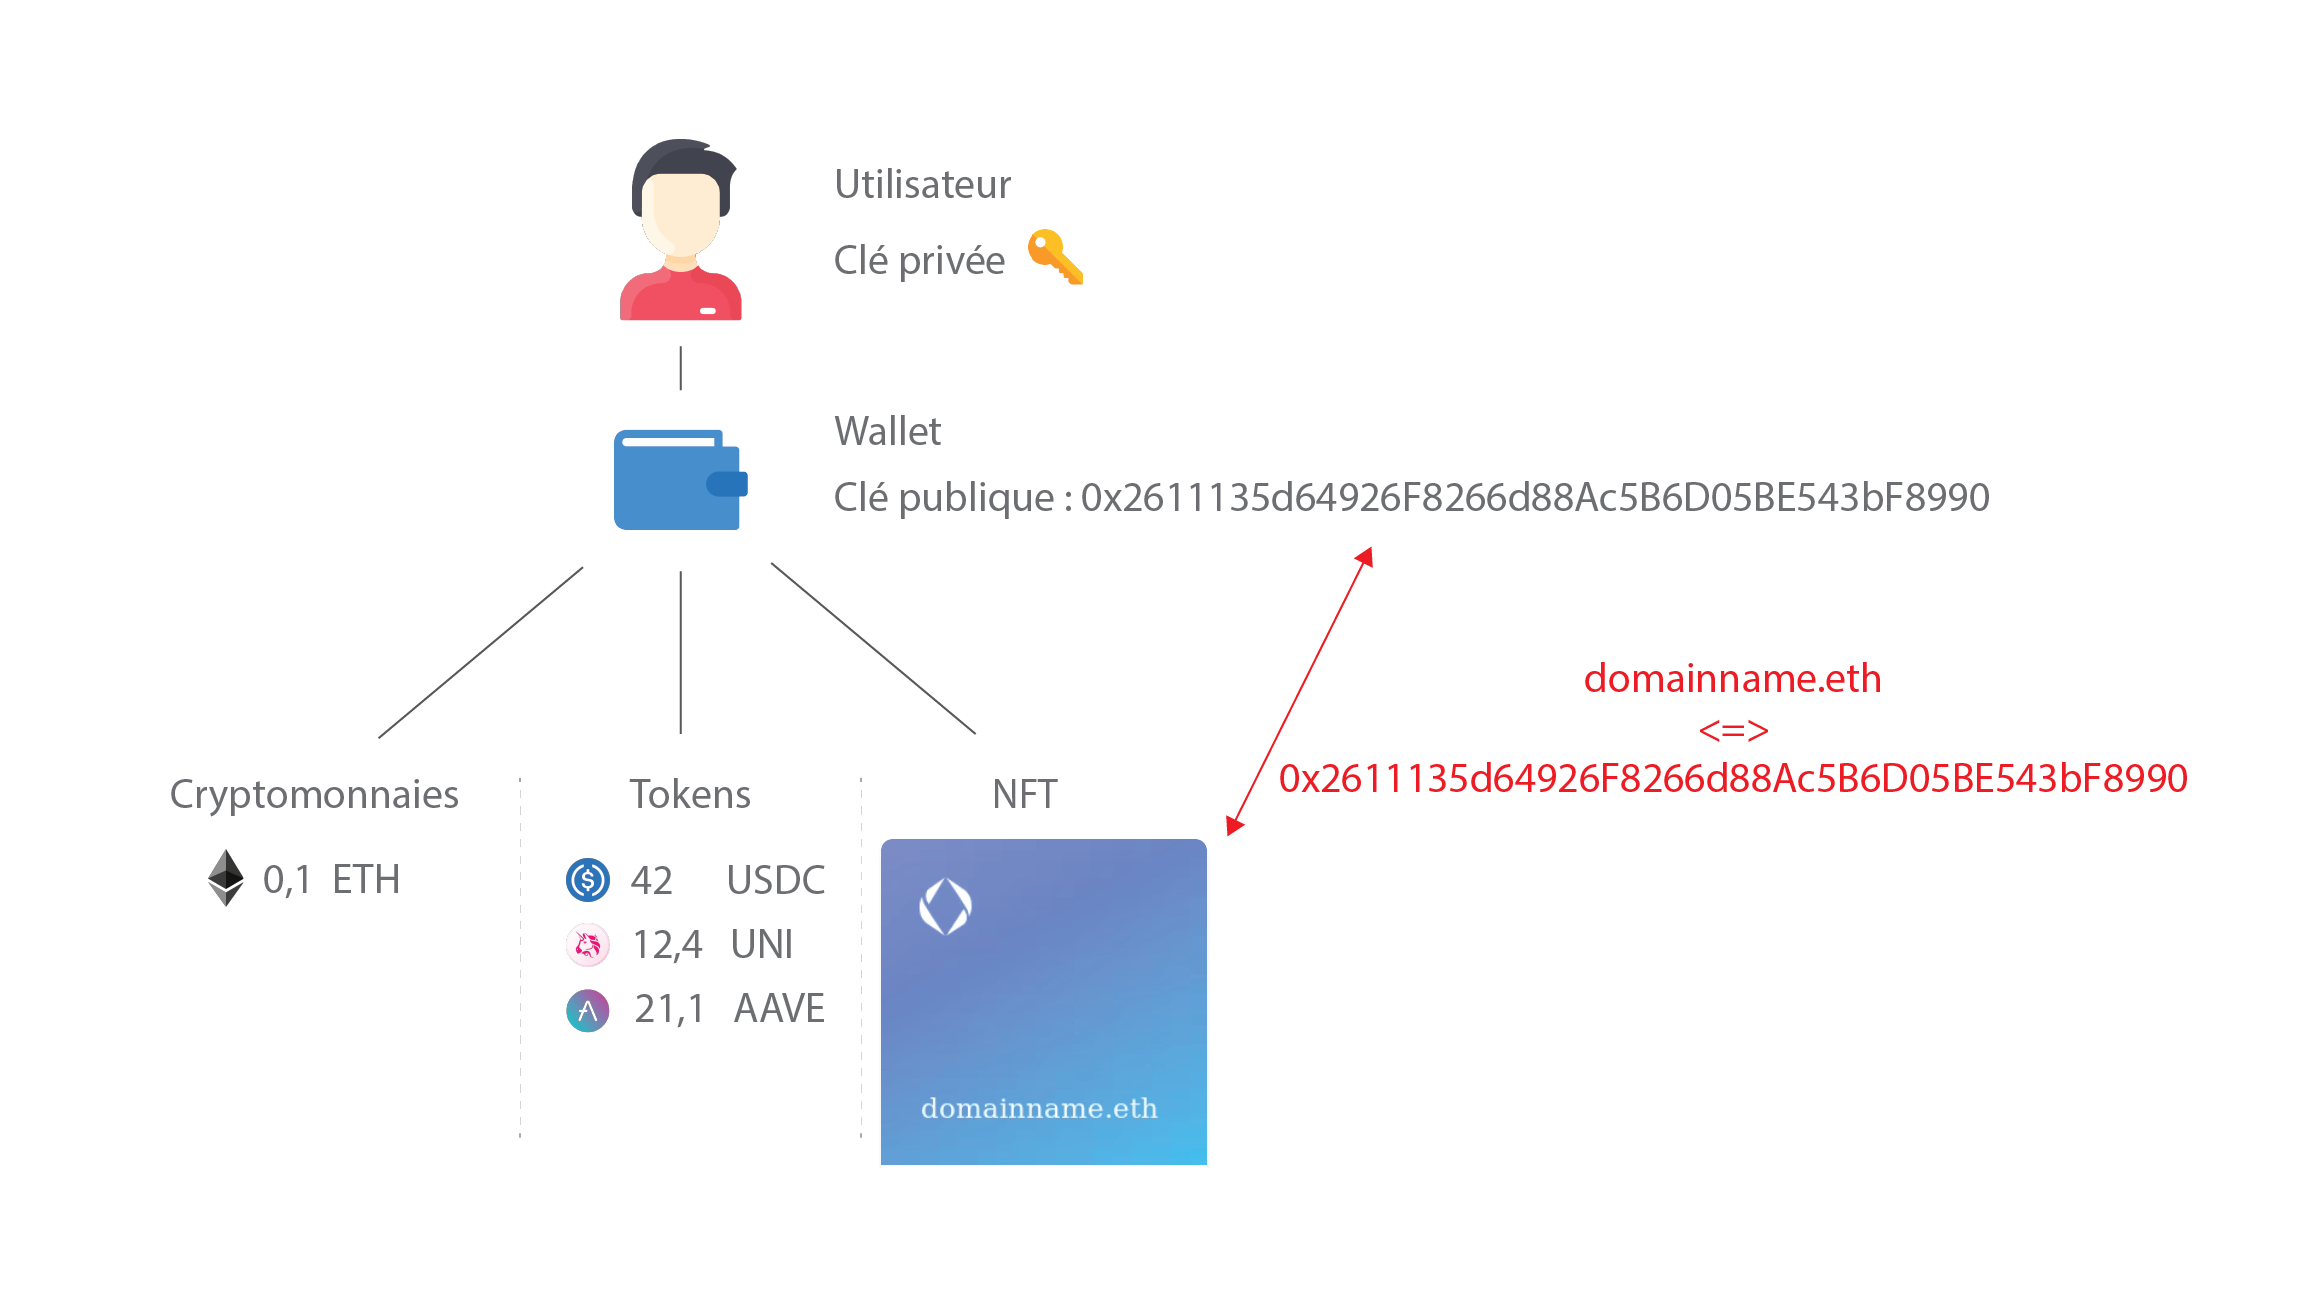 Utilisateur
Clé privée
Wallet
Clé publique : 0x2611135d64926F8266d88Ac5B6D05BE543bF8990
domainname.eth
<=>
0x2611135d64926F8266d88Ac5B6D05BE543bF8990
Cryptomonnaies
0,1 ETH
Tokens
42 USDC
12,4 UNI
21,1 AAVE
NFT
domainname.eth